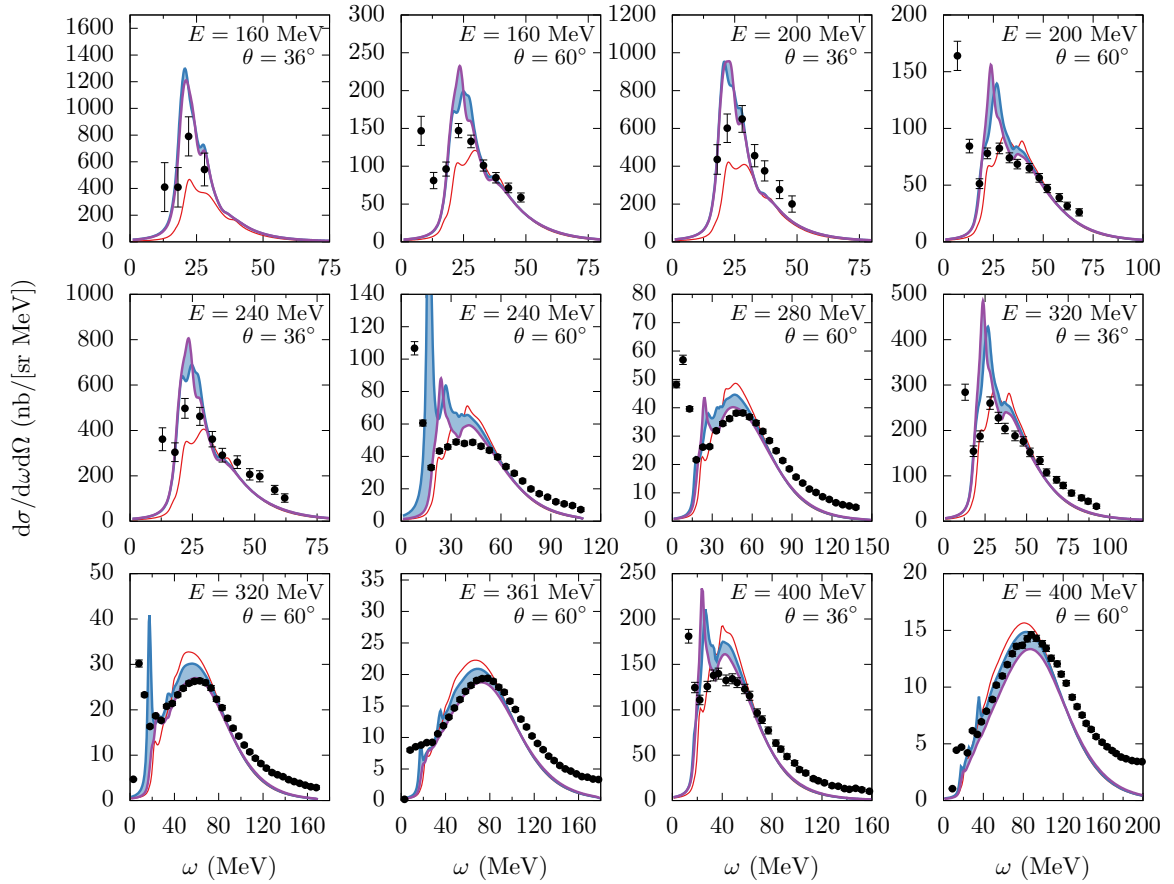 dσ/dωdΩ (nb/[sr MeV])
E = 160 MeV
θ = 36°
0 200 400 600 800 1000 1200 1400 1600
0 25 50 75
E = 160 MeV
θ = 60°
0 50 100 150 200 250 300
0 25 50 75
E = 200 MeV
θ = 36°
0 200 400 600 800 1000 1200
0 25 50 75
E = 200 MeV
θ = 60°
0 50 100 150 200
0 25 50 75 100
E = 240 MeV
θ = 36°
0 200 400 600 800 1000
0 25 50 75
E = 240 MeV
θ = 60°
0 20 40 60 80 100 120 140
0 30 60 90 120
E = 280 MeV
θ = 60°
0 10 20 30 40 50 60 70 80
0 30 60 90 120 150
E = 320 MeV
θ = 36°
0 100 200 300 400 500
0 25 50 75 100
E = 320 MeV
θ = 60°
0 10 20 30 40 50
0 40 80 120 160
E = 361 MeV
θ = 60°
0 5 10 15 20 25 30 35
0 40 80 120 160
E = 400 MeV
θ = 36°
0 50 100 150 200 250
0 40 80 120 160
E = 400 MeV
θ = 60°
0 5 10 15 20
0 40 80 120 160 200
ω (MeV)
ω (MeV)
ω (MeV)
ω (MeV)